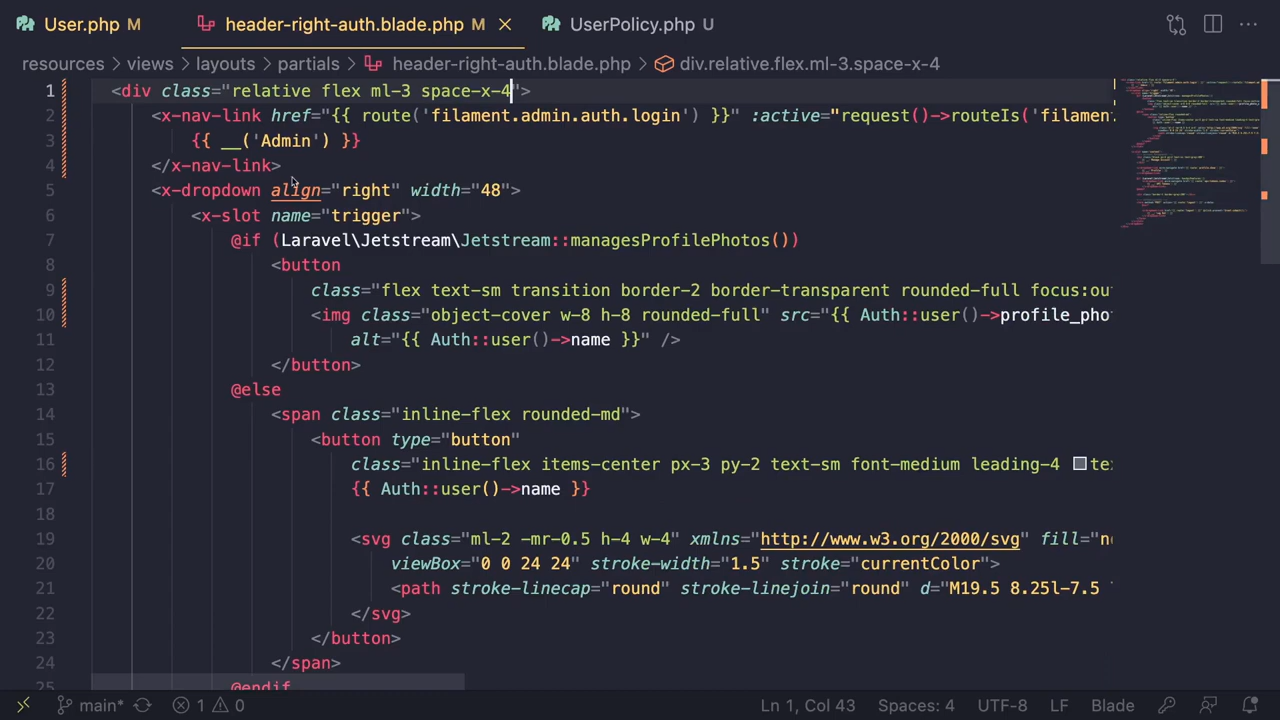 User.php M header-right-auth.blade.php M UserPolicy.php U
resources views layouts partials header-right-auth.blade.php div.relative.flex.ml-3.space-x-4
1 <div class="relative flex ml-3 space-x-4">
2 <x-nav-link href="{{ route('filament.admin.auth.login') }}" :active="request()->routeIs('filament
3 {{ __('Admin') }}
4 </x-nav-link>
5 <x-dropdown align="right" width="48">
6 <x-slot name="trigger">
7 @if (Laravel\Jetstream\Jetstream::managesProfilePhotos())
8 <button
9 class="flex text-sm transition border-2 border-transparent rounded-full focus:ou
10 <img class="object-cover w-8 h-8 rounded-full" src="{{ Auth::user()->profile_pho
11 alt="{{ Auth::user()->name }}" />
12 </button>
13 @else
14 <span class="inline-flex rounded-md">
15 <button type="button"
16 class="inline-flex items-center px-3 py-2 text-sm font-medium leading-4 te
17 {{ Auth::user()->name }}
18
19 <svg class="ml-2 -mr-0.5 h-4 w-4" xmlns="http://www.w3.org/2000/svg" fill="n
20 viewBox="0 0 24 24" stroke-width="1.5" stroke="currentColor">
21 <path stroke-linecap="round" stroke-linejoin="round" d="M19.5 8.25l-7.5
22 </svg>
23 </button>
24 </span>
25 @endif
main* 1 0 Ln 1, Col 43 Spaces: 4 UTF-8 LF Blade